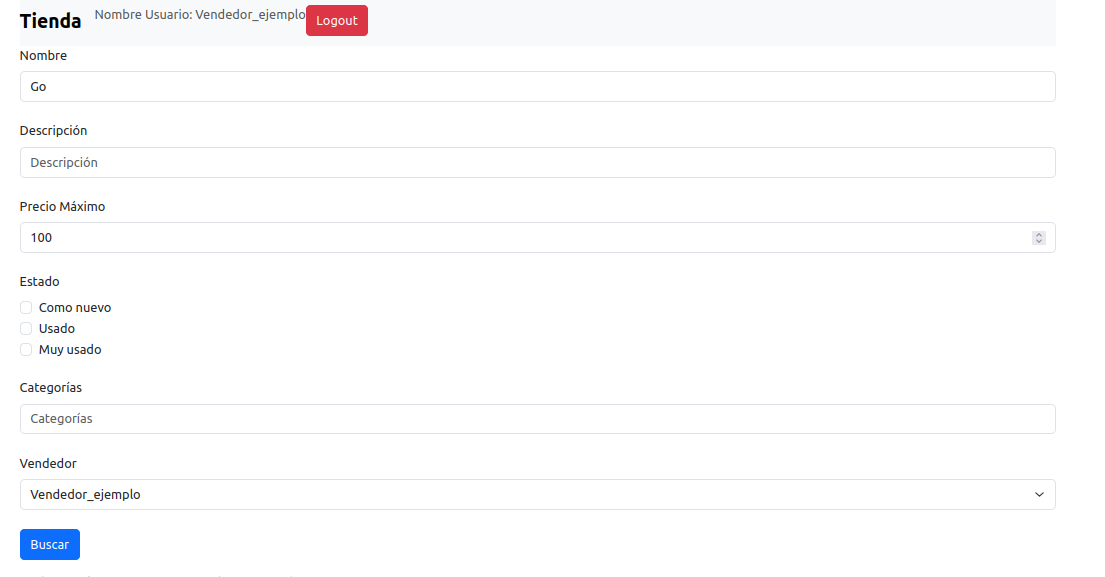 Tienda Nombre Usuario: Vendedor_ejemplo Logout
Nombre
Go
Descripción
Descripción
Precio Máximo
100
Estado
Como nuevo
Usado
Muy usado
Categorías
Categorías
Vendedor
Vendedor_ejemplo
Buscar